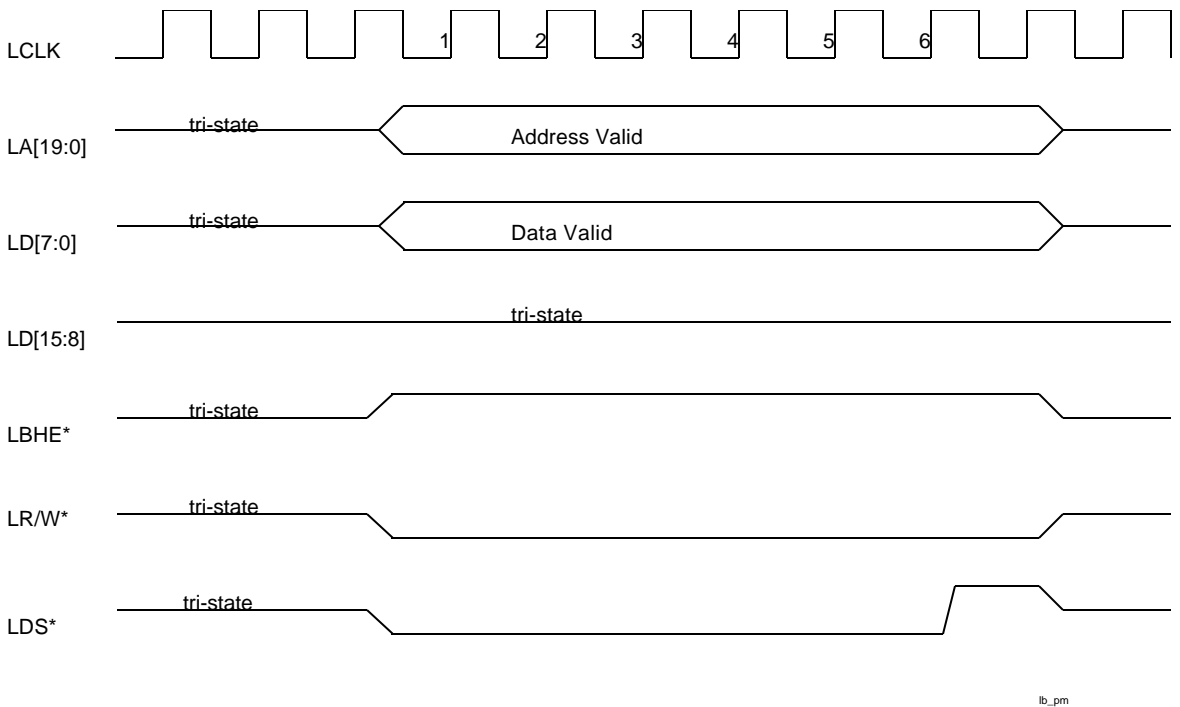 LCLK
1 2 3 4 5 6
LA[19:0]
tri-state
Address Valid
LD[7:0]
tri-state
Data Valid
LD[15:8]
tri-state
LBHE*
tri-state
LR/W*
tri-state
LDS*
tri-state
lb_pm